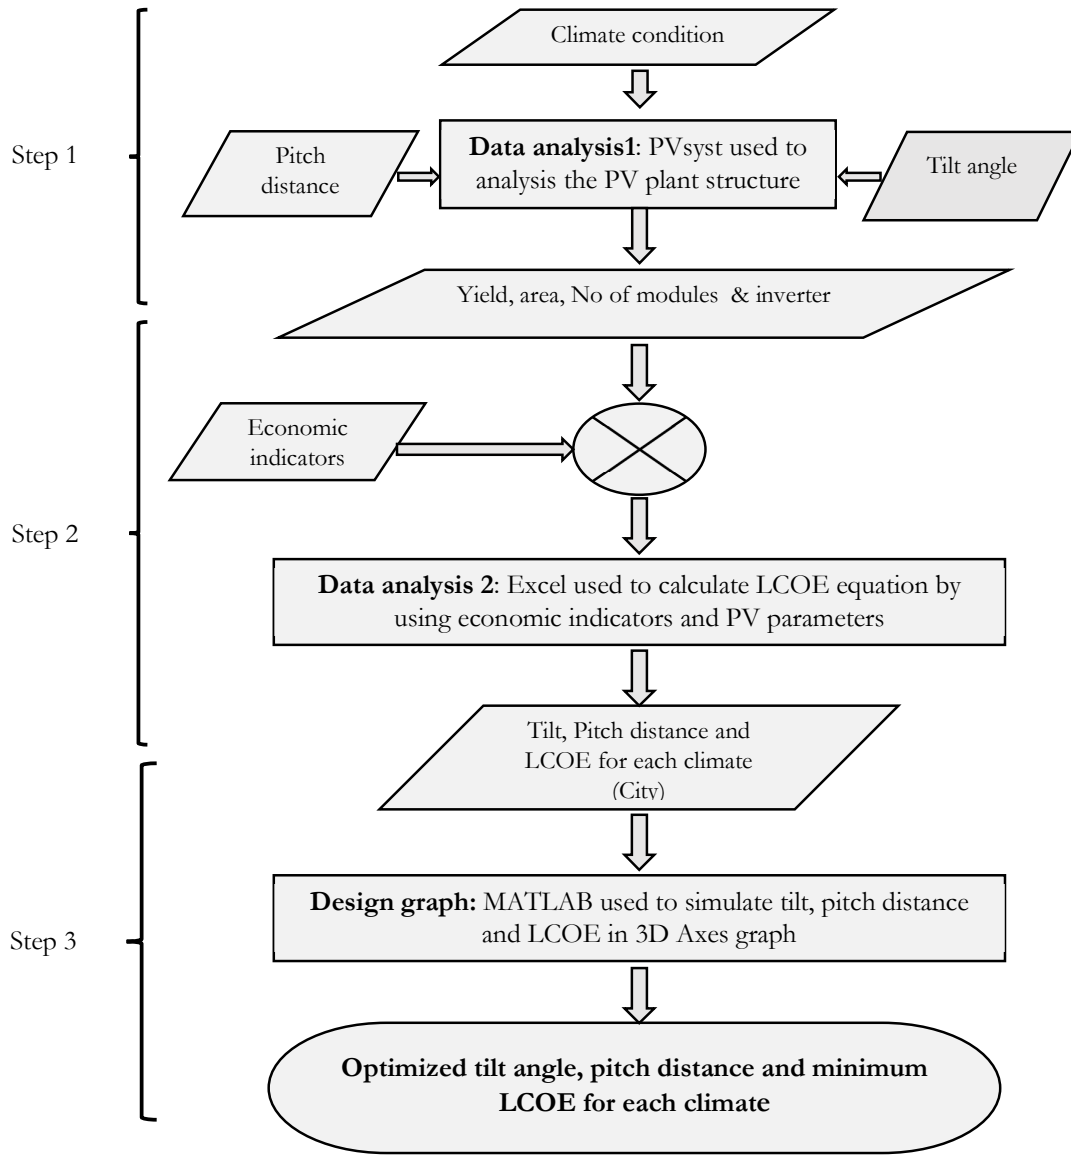 Climate condition
Step 1
Pitch
distance
Data analysis1: PVsyst used to
analysis the PV plant structure
Tilt angle
Yield, area, No of modules & inverter
Economic
indicators
Step 2
Data analysis 2: Excel used to calculate LCOE equation by
using economic indicators and PV parameters
Tilt, Pitch distance and
LCOE for each climate
(City)
Design graph: MATLAB used to simulate tilt, pitch distance
and LCOE in 3D Axes graph
Step 3
Optimized tilt angle, pitch distance and minimum
LCOE for each climate